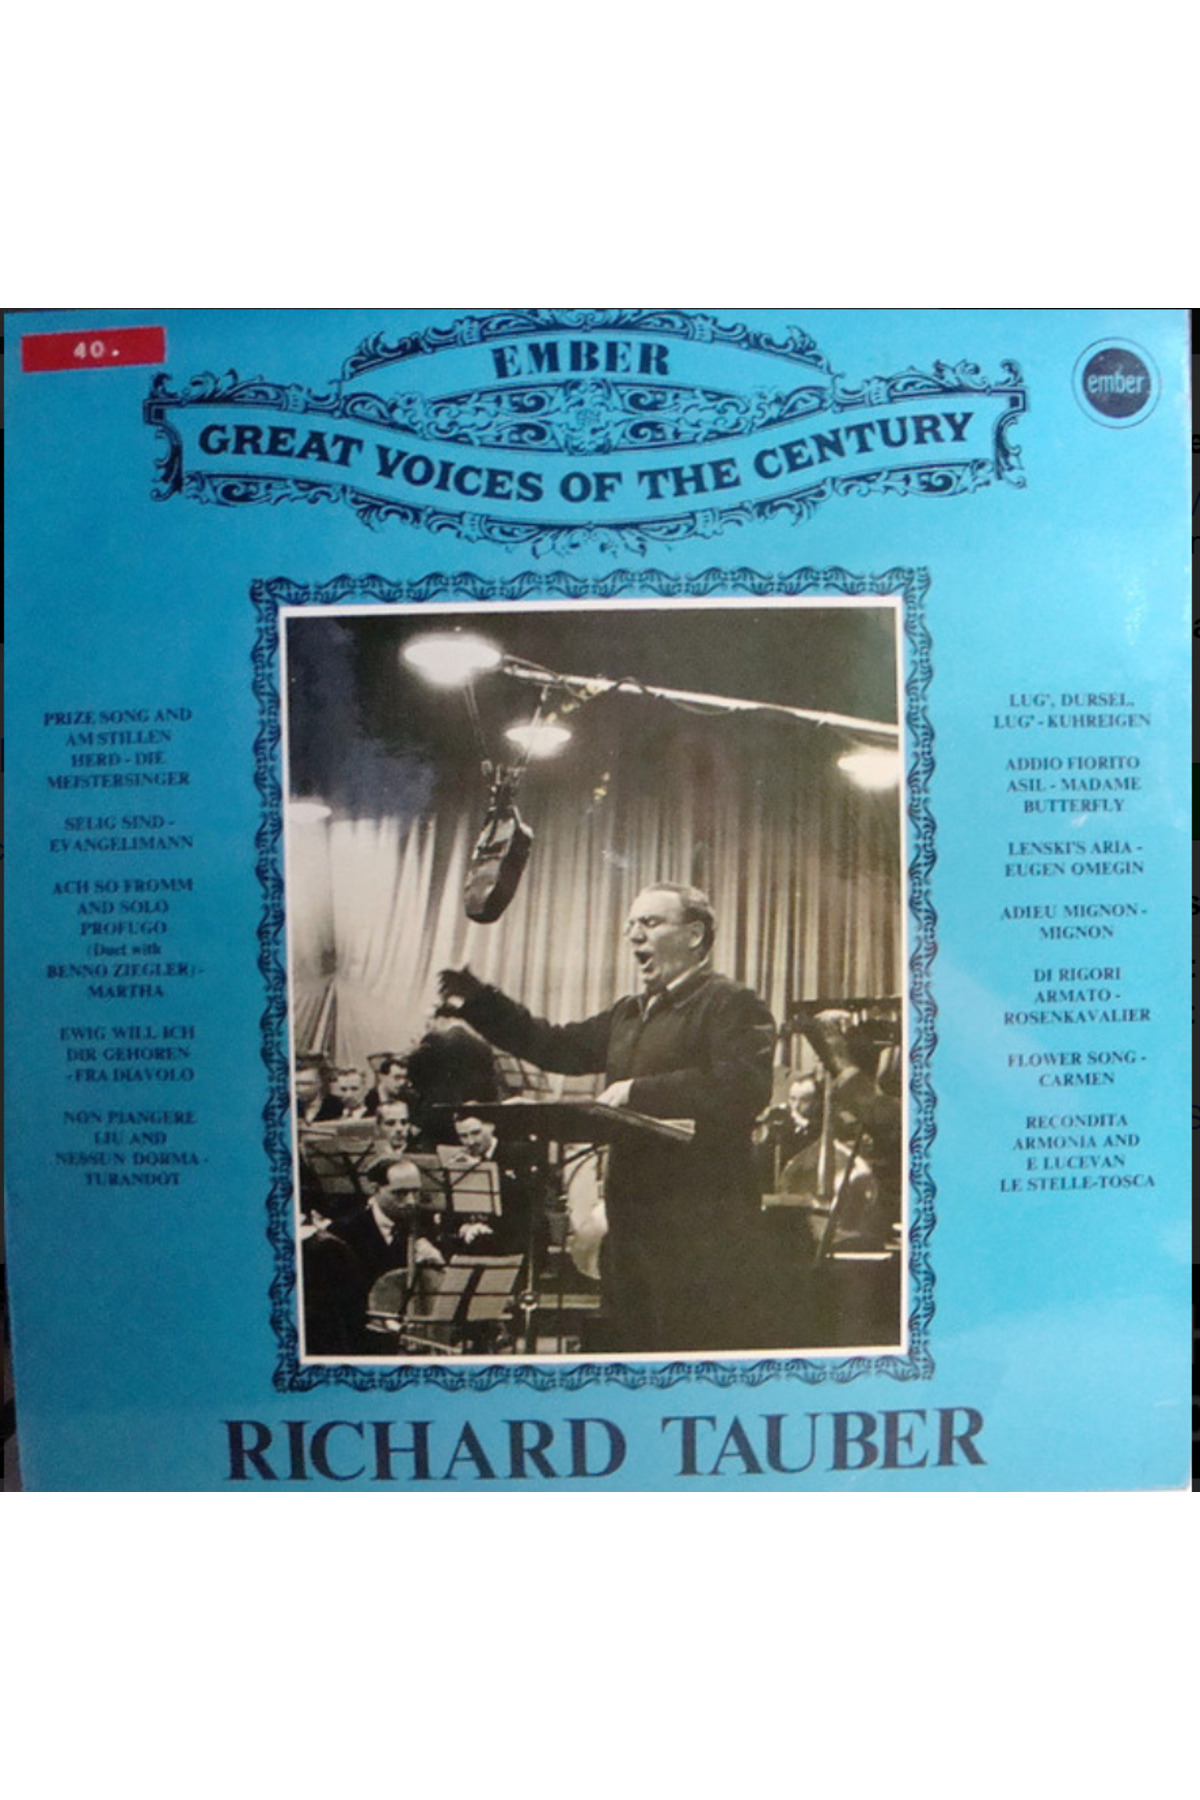 40.
EMBER
ember
GREAT VOICES OF THE CENTURY
PRIZE SONG AND
AM STILLEN
HERD - DIE
MEISTERSINGER
SELIG SIND -
EVANGELIMANN
ACH SO FROMM
AND SOLO
PROFUGO
(Duet with
BENNO ZIEGLER) -
MARTHA
EWIG WILL ICH
DIR GEHOREN
- FRA DIAVOLO
NON PIANGERE
LIU AND
NESSUN DORMA -
TURANDOT
LUG', DURSEL,
LUG' - KUHREIGEN
ADDIO FIORITO
ASIL - MADAME
BUTTERFLY
LENSKI'S ARIA -
EUGEN OMEGIN
ADIEU MIGNON -
MIGNON
DI RIGORI
ARMATO -
ROSENKAVALIER
FLOWER SONG -
CARMEN
RECONDITA
ARMONIA AND
E LUCEVAN
LE STELLE-TOSCA
RICHARD TAUBER